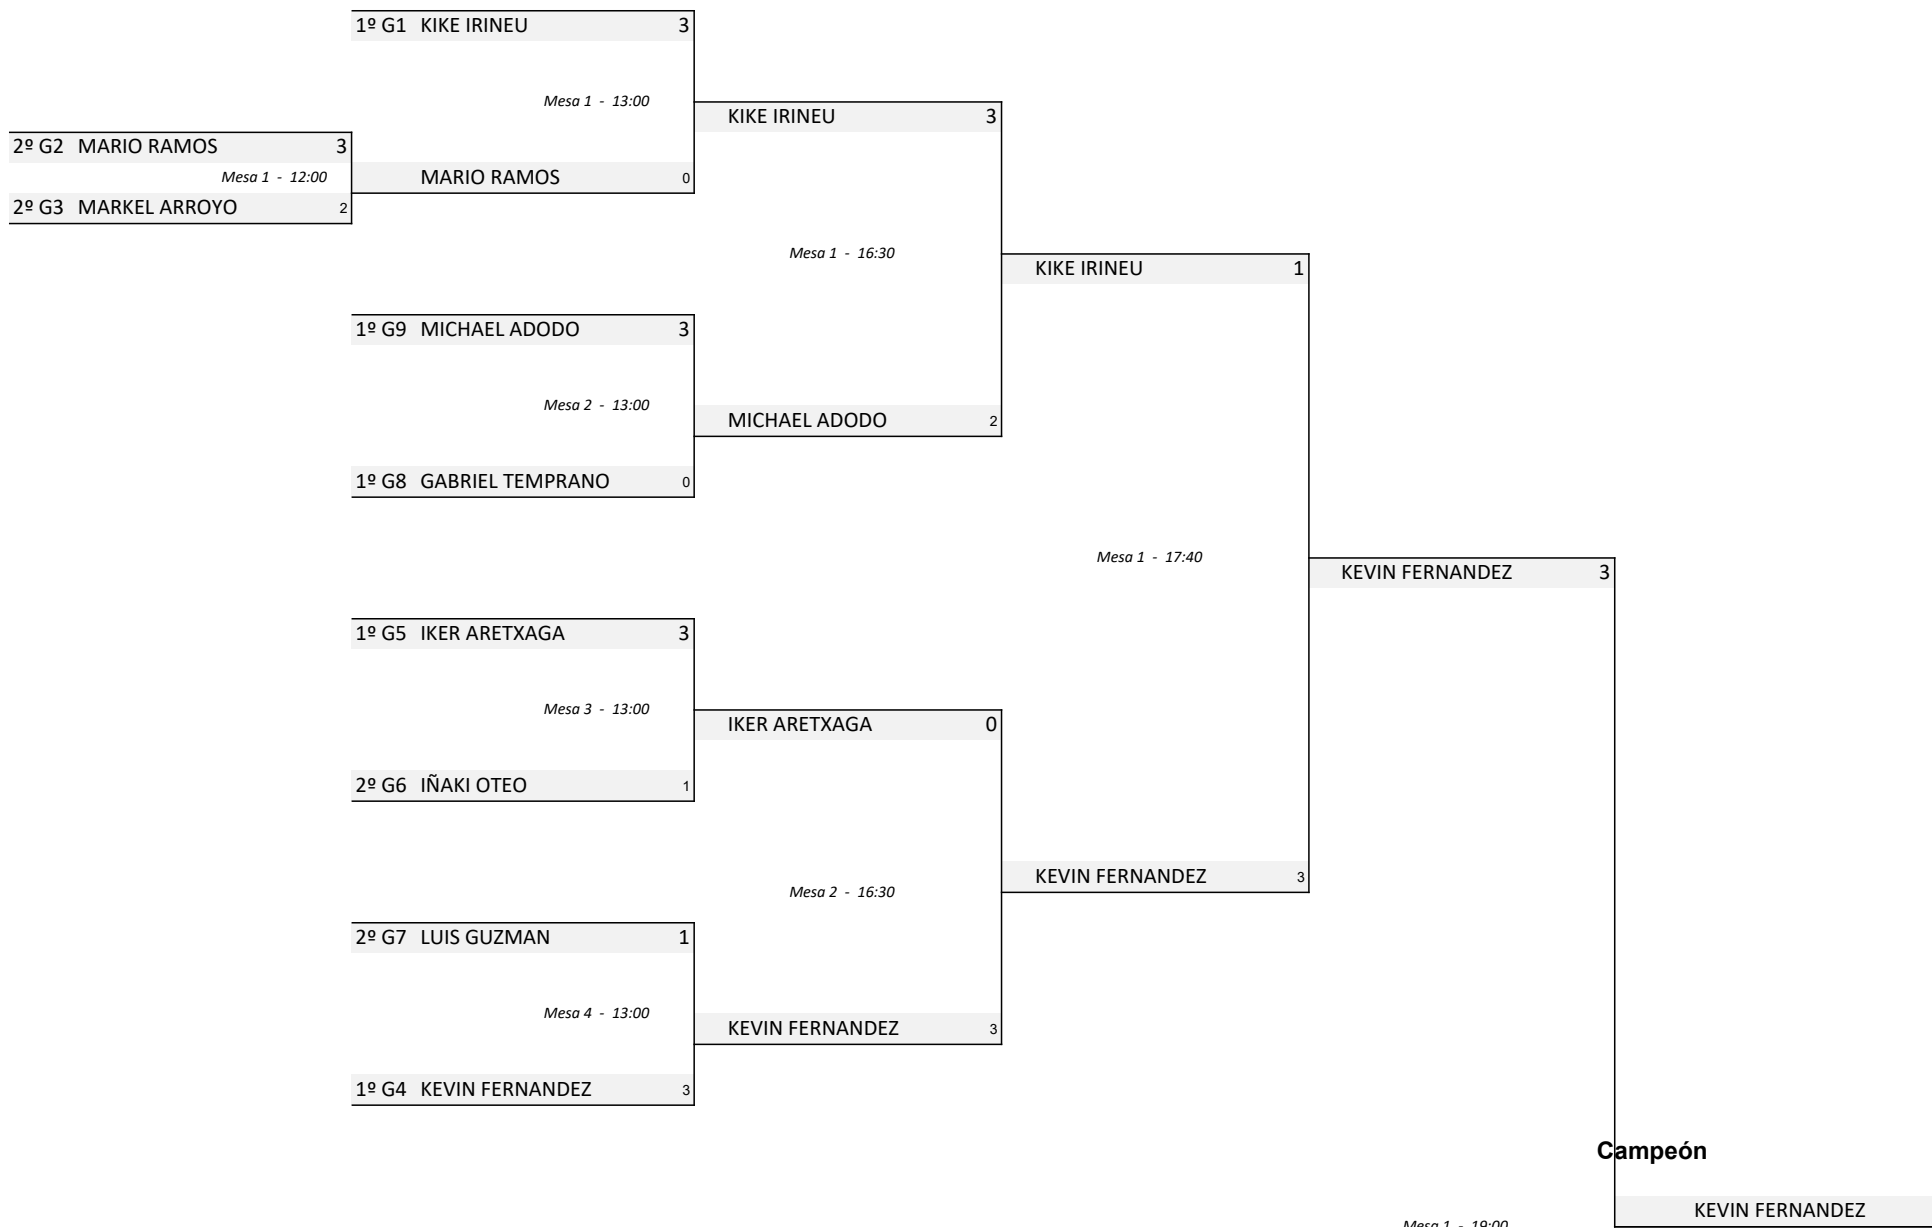 1º G1 KIKE IRINEU 3
Mesa 1 - 13:00
KIKE IRINEU 3
2º G2 MARIO RAMOS 3
Mesa 1 - 12:00
MARIO RAMOS 0
2º G3 MARKEL ARROYO 2
Mesa 1 - 16:30
KIKE IRINEU 1
1º G9 MICHAEL ADODO 3
Mesa 2 - 13:00
MICHAEL ADODO 2
1º G8 GABRIEL TEMPRANO 0
Mesa 1 - 17:40
KEVIN FERNANDEZ 3
1º G5 IKER ARETXAGA 3
Mesa 3 - 13:00
IKER ARETXAGA 0
2º G6 IÑAKI OTEO 1
KEVIN FERNANDEZ 3
Mesa 2 - 16:30
2º G7 LUIS GUZMAN 1
Mesa 4 - 13:00
KEVIN FERNANDEZ 3
1º G4 KEVIN FERNANDEZ 3
Campeón
KEVIN FERNANDEZ
Mesa 1 - 19:00